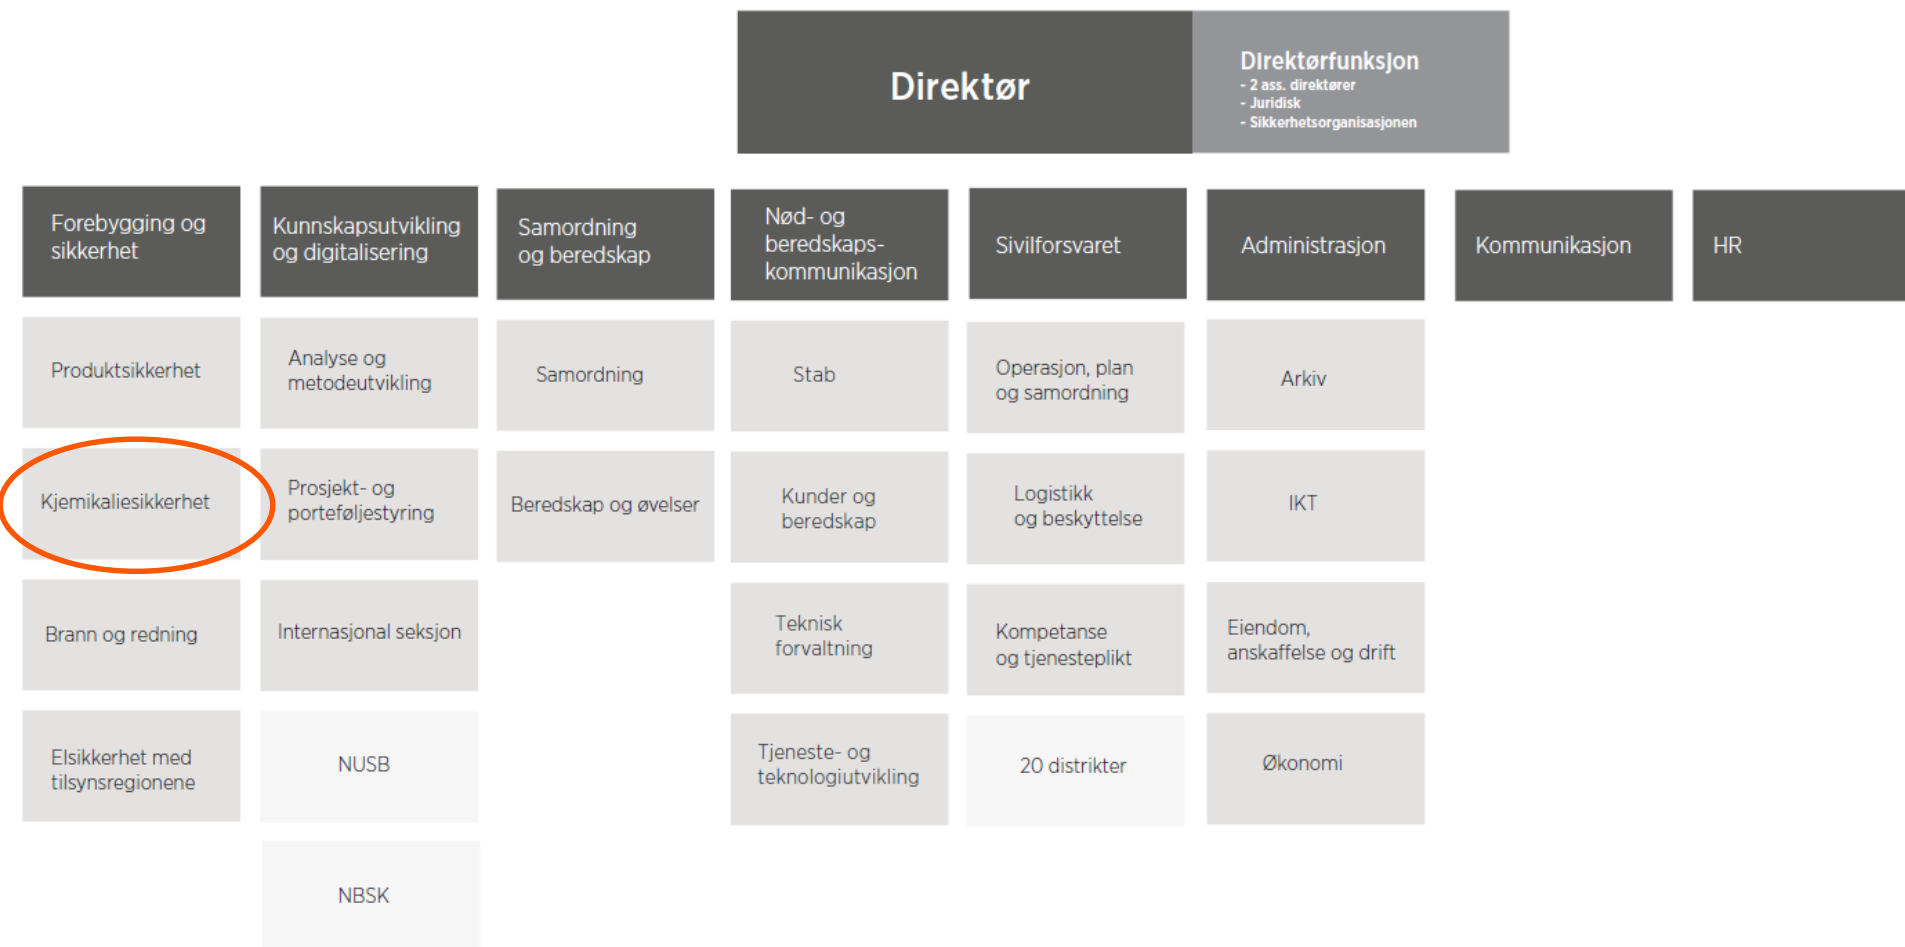 Direktør
Direktørfunksjon
- 2 ass. direktører
- Juridisk
- Sikkerhetsorganisasjonen
Forebygging og
sikkerhet
Kunnskapsutvikling
og digitalisering
Samordning
og beredskap
Nød- og
beredskaps-
kommunikasjon
Sivilforsvaret
Administrasjon
Kommunikasjon
HR
Produktsikkerhet
Analyse og
metodeutvikling
Samordning
Stab
Operasjon, plan
og samordning
Arkiv
Kjemikaliesikkerhet
Prosjekt- og
porteføljestyring
Beredskap og øvelser
Kunder og
beredskap
Logistikk
og beskyttelse
IKT
Brann og redning
Internasjonal seksjon
Teknisk
forvaltning
Kompetanse
og tjenesteplikt
Eiendom,
anskaffelse og drift
Elsikkerhet med
tilsynsregionene
NUSB
Tjeneste- og
teknologiutvikling
20 distrikter
Økonomi
NBSK